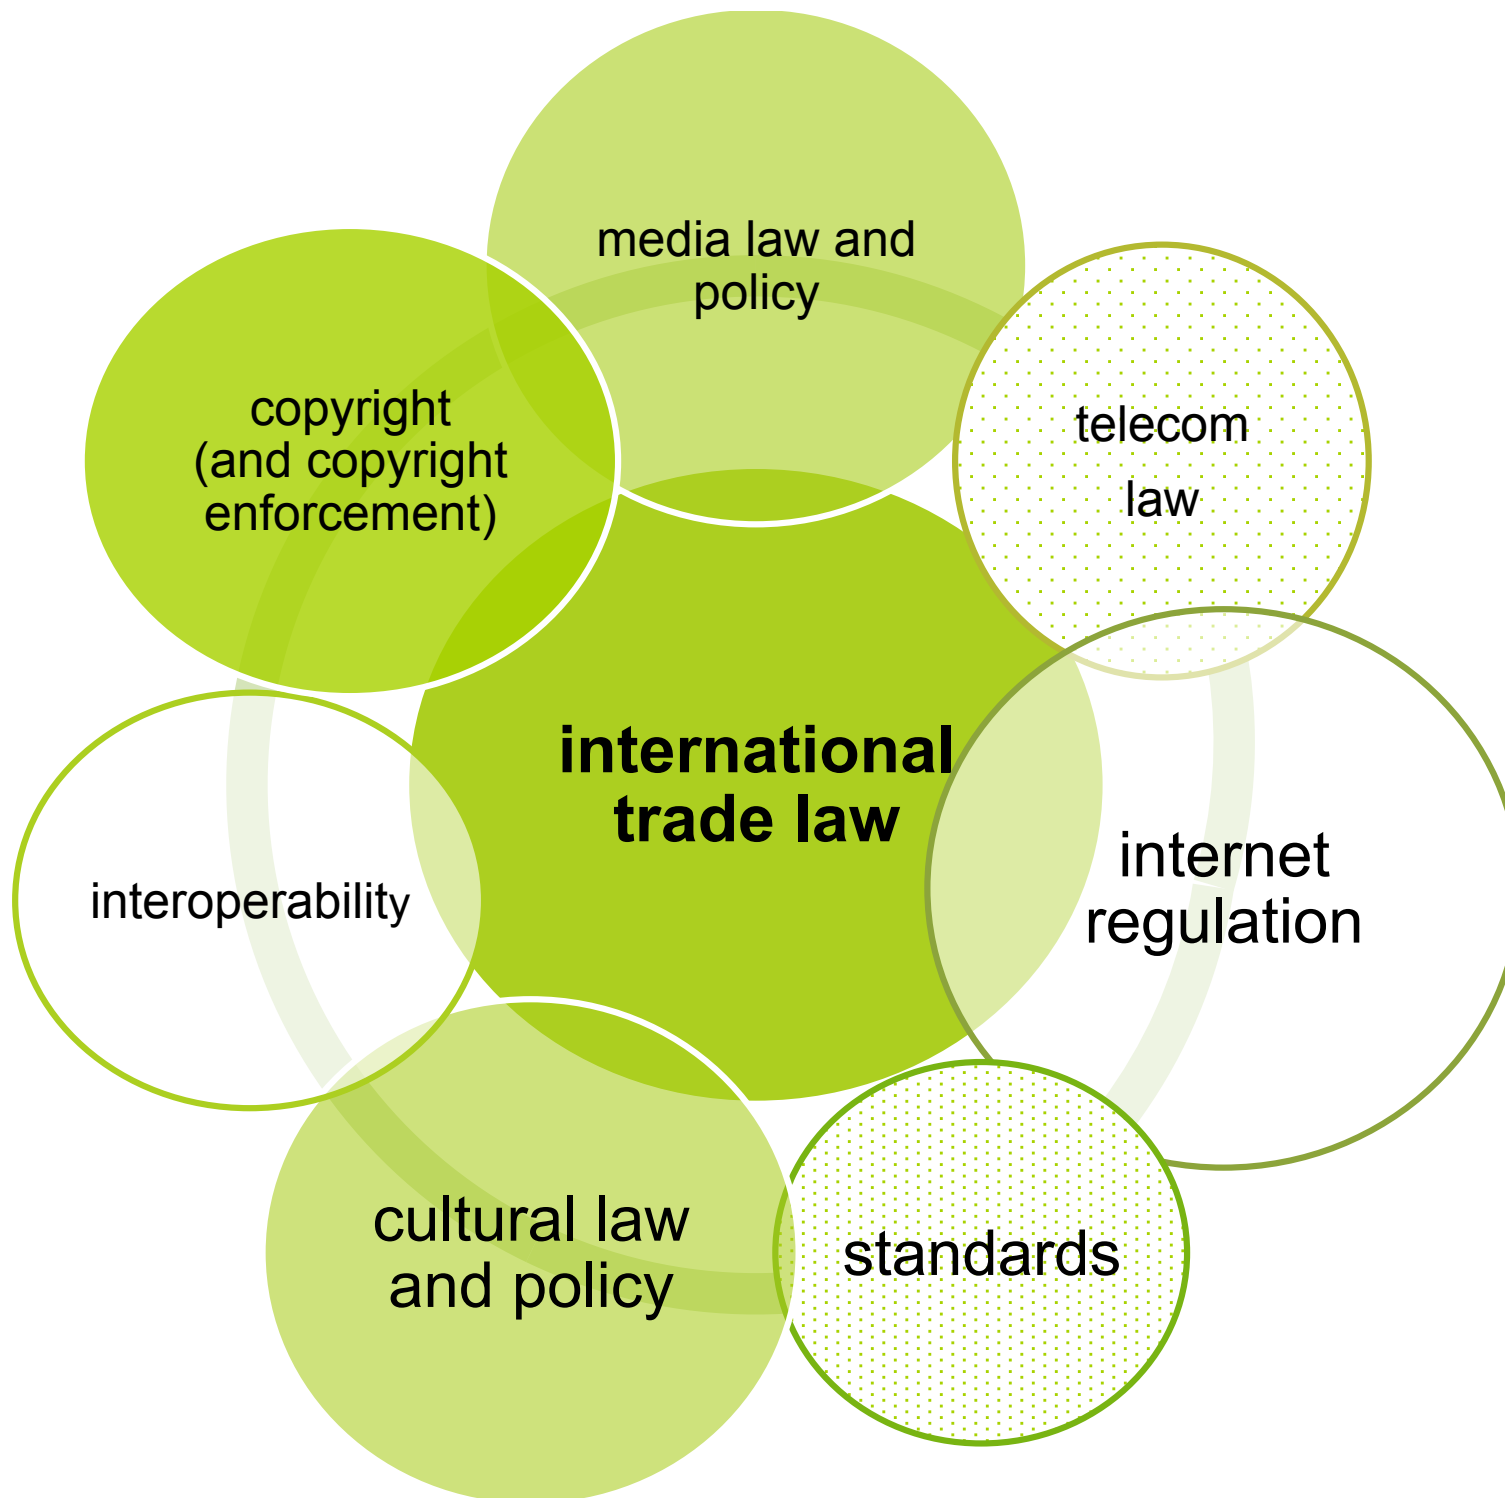 media law and
policy
copyright
(and copyright
enforcement)
telecom
law
international
trade law
internet
regulation
interoperability
cultural law
and policy
standards